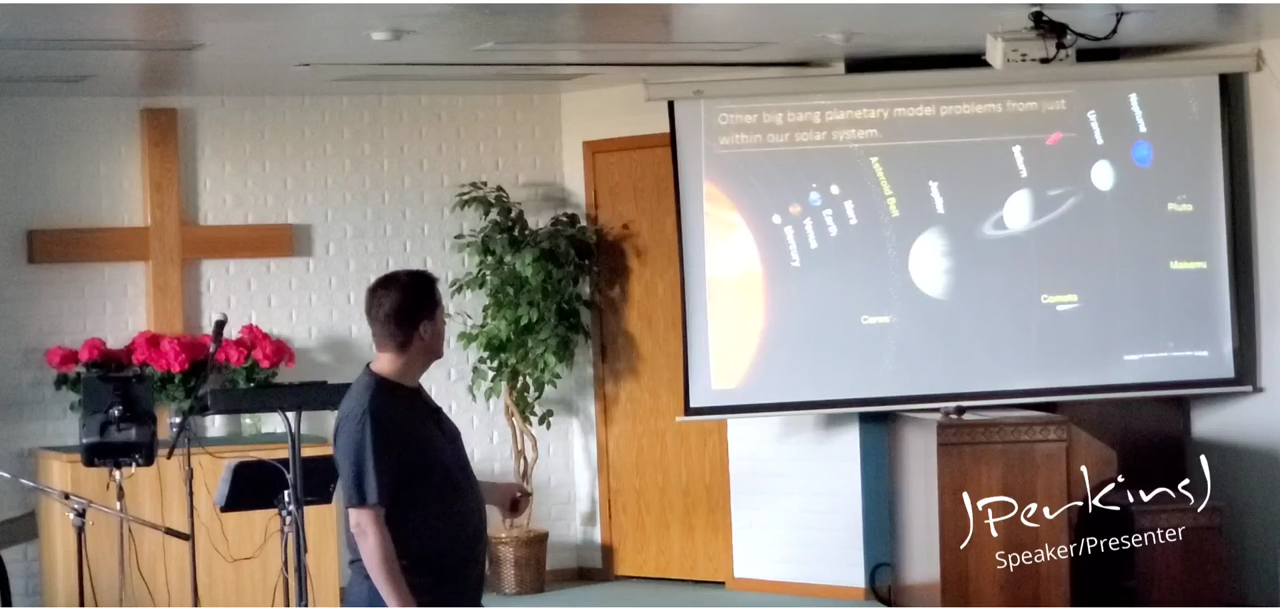 Other big bang planetary model problems from just
within our solar system.
Neptune
Uranus
Saturn
Asteroid Belt
Jupiter
Mars
Earth
Venus
Mercury
Pluto
Comets
Ceres
JPerkins
Speaker/Presenter